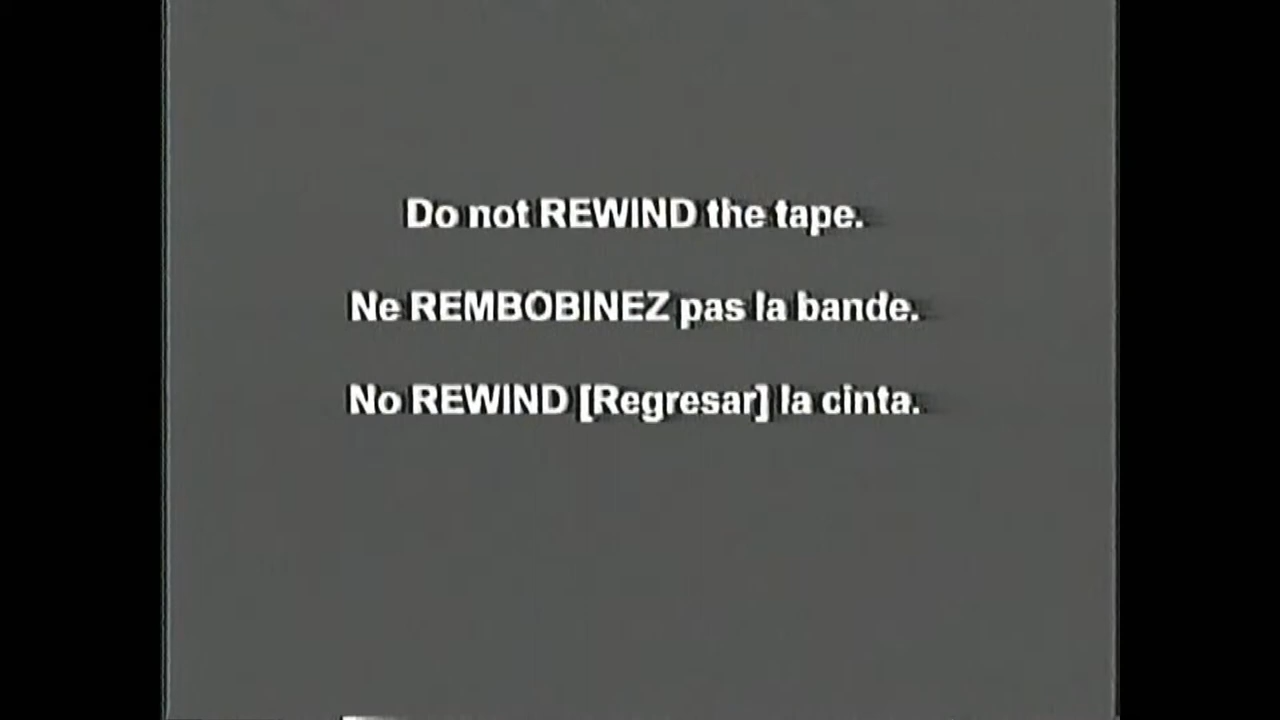 Do not REWIND the tape.
Ne REMBOBINEZ pas la bande.
No REWIND [Regresar] la cinta.